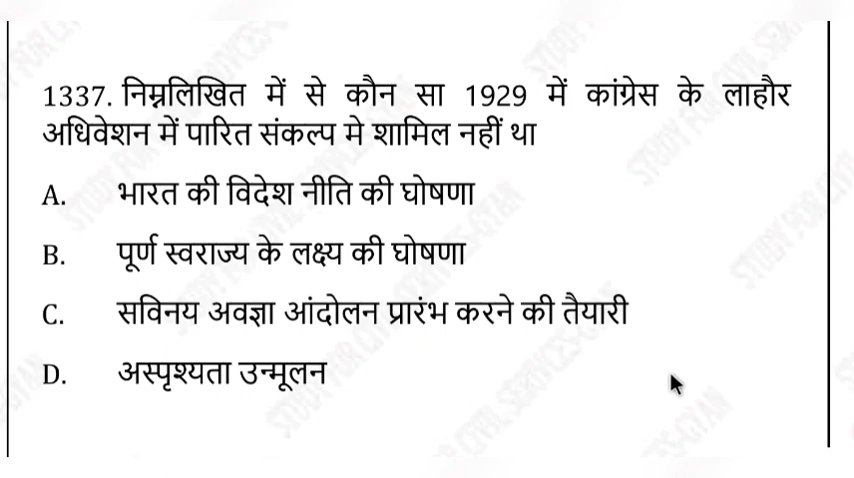 1337. निम्नलिखित में से कौन सा 1929 में कांग्रेस के लाहौर
अधिवेशन में पारित संकल्प मे शामिल नहीं था
A. भारत की विदेश नीति की घोषणा
B. पूर्ण स्वराज्य के लक्ष्य की घोषणा
C. सविनय अवज्ञा आंदोलन प्रारंभ करने की तैयारी
D. अस्पृश्यता उन्मूलन